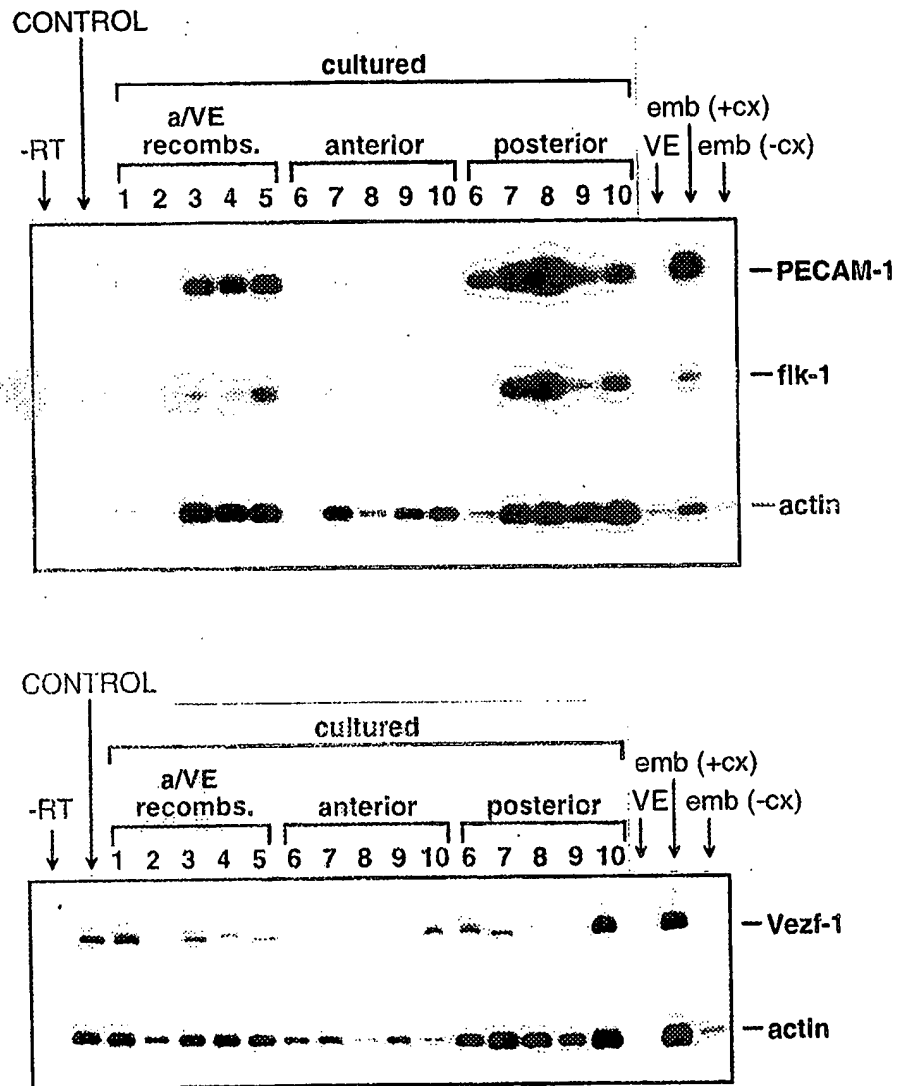 CONTROL
cultured
a/VE
recombs.
anterior
posterior
emb (+cx)
-RT
VE
emb (-cx)
1 2 3 4 5 6 7 8 9 10 6 7 8 9 10
PECAM-1
flk-1
actin
CONTROL
cultured
a/VE
recombs.
anterior
posterior
emb (+cx)
-RT
VE
emb (-cx)
1 2 3 4 5 6 7 8 9 10 6 7 8 9 10
Vezf-1
actin